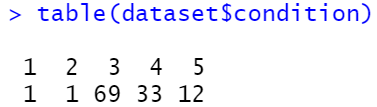 > table(dataset$condition)
1 2 3 4 5
1 1 69 33 12